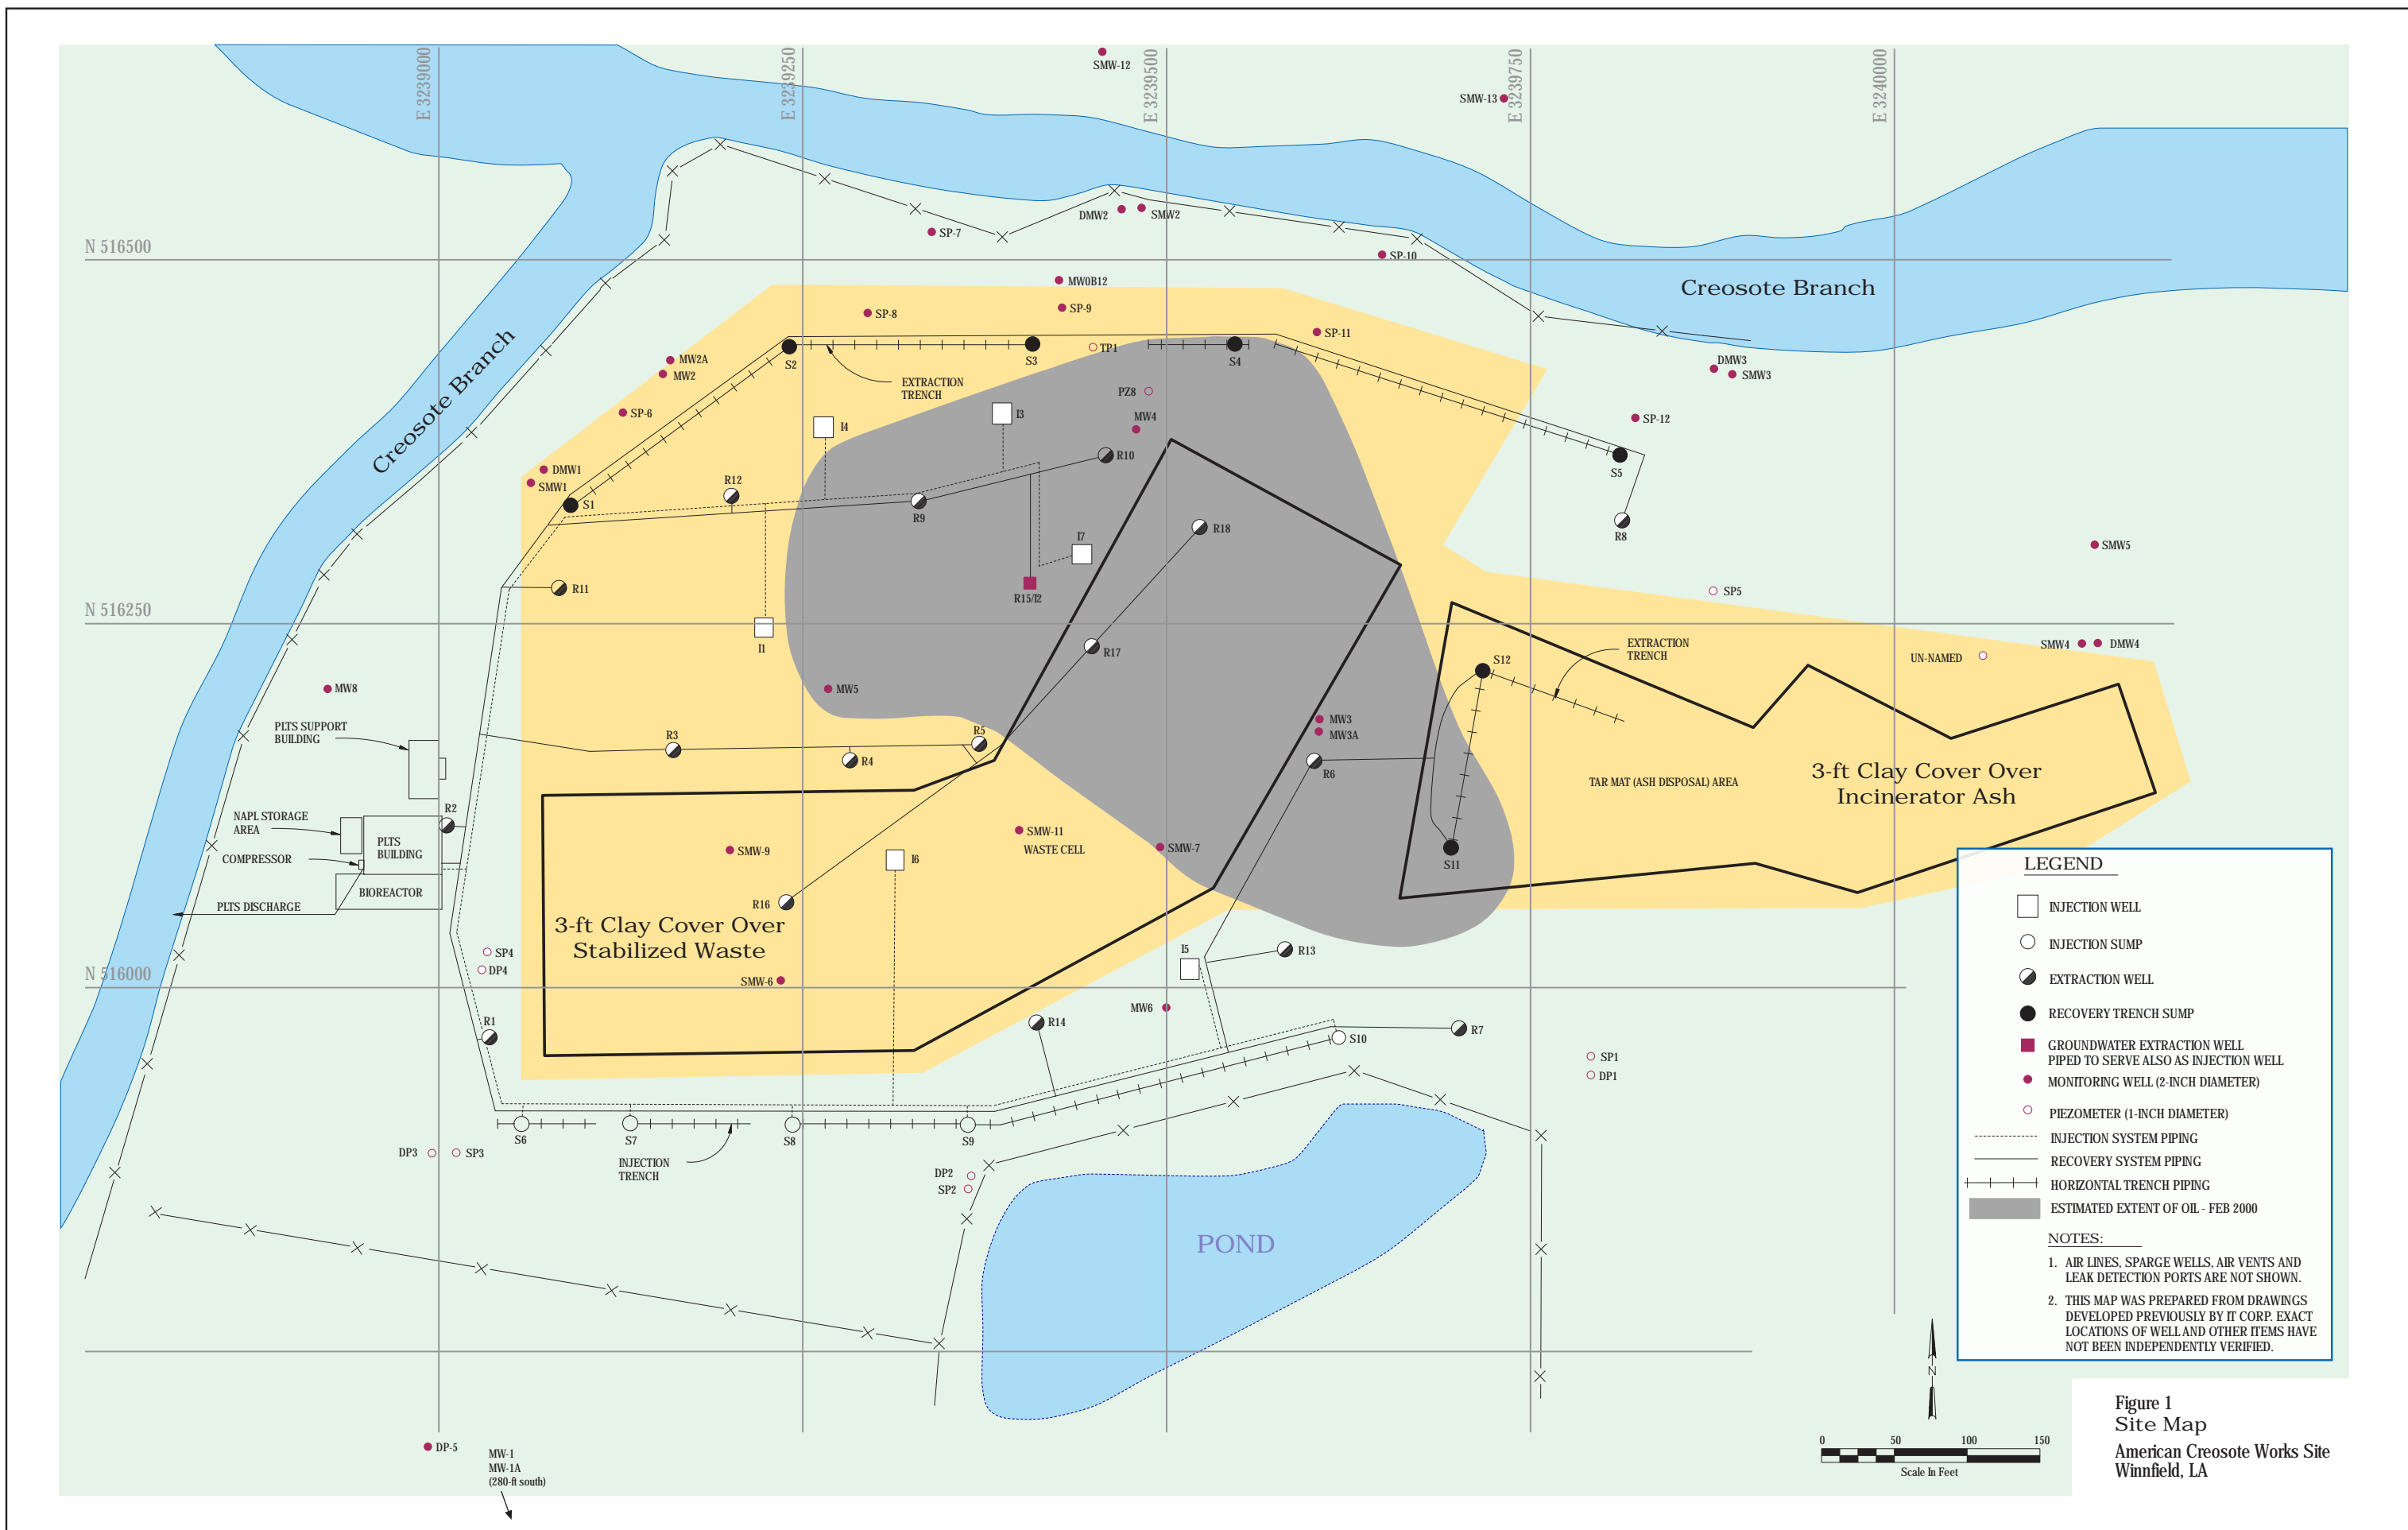 E 3239000
E 3239250
E 3239500
E 3239750
E 3240000
SMW-12
SMW-13
DMW2
SMW2
SP-7
N 516500
SP-10
MW0B12
Creosote Branch
SP-9
SP-8
SP-11
TP1
S2
S3
S4
MW2A
MW2
DMW3
SMW3
EXTRACTION
TRENCH
PZ8
Creosote Branch
SP-6
I4
I3
MW4
SP-12
R10
S5
DMW1
SMW1
R12
S1
R9
R18
R8
I7
SMW5
R11
R15/I2
SP5
N 516250
I1
R17
EXTRACTION
TRENCH
SMW4
DMW4
UN-NAMED
S12
MW8
MW5
PLTS SUPPORT
BUILDING
MW3
MW3A
R3
R5
R4
R6
3-ft Clay Cover Over
Incinerator Ash
TAR MAT (ASH DISPOSAL) AREA
R2
NAPL STORAGE
AREA
PLTS
BUILDING
COMPRESSOR
BIOREACTOR
PLTS DISCHARGE
SMW-11
WASTE CELL
SMW-9
I6
SMW-7
S11
R16
3-ft Clay Cover Over
Stabilized Waste
SP4
DP4
I5
R13
N 516000
SMW-6
MW6
R1
R14
R7
S10
SP1
DP1
S6
S7
S8
S9
DP3
SP3
INJECTION
TRENCH
DP2
SP2
POND
LEGEND
INJECTION WELL
INJECTION SUMP
EXTRACTION WELL
RECOVERY TRENCH SUMP
GROUNDWATER EXTRACTION WELL
PIPED TO SERVE ALSO AS INJECTION WELL
MONITORING WELL (2-INCH DIAMETER)
PIEZOMETER (1-INCH DIAMETER)
INJECTION SYSTEM PIPING
RECOVERY SYSTEM PIPING
HORIZONTAL TRENCH PIPING
ESTIMATED EXTENT OF OIL - FEB 2000
NOTES:
1. AIR LINES, SPARGE WELLS, AIR VENTS AND
LEAK DETECTION PORTS ARE NOT SHOWN.
2. THIS MAP WAS PREPARED FROM DRAWINGS
DEVELOPED PREVIOUSLY BY IT CORP. EXACT
LOCATIONS OF WELL AND OTHER ITEMS HAVE
NOT BEEN INDEPENDENTLY VERIFIED.
N
0 50 100 150
Scale In Feet
Figure 1
Site Map
American Creosote Works Site
Winnfield, LA
DP-5
MW-1
MW-1A
(280-ft south)